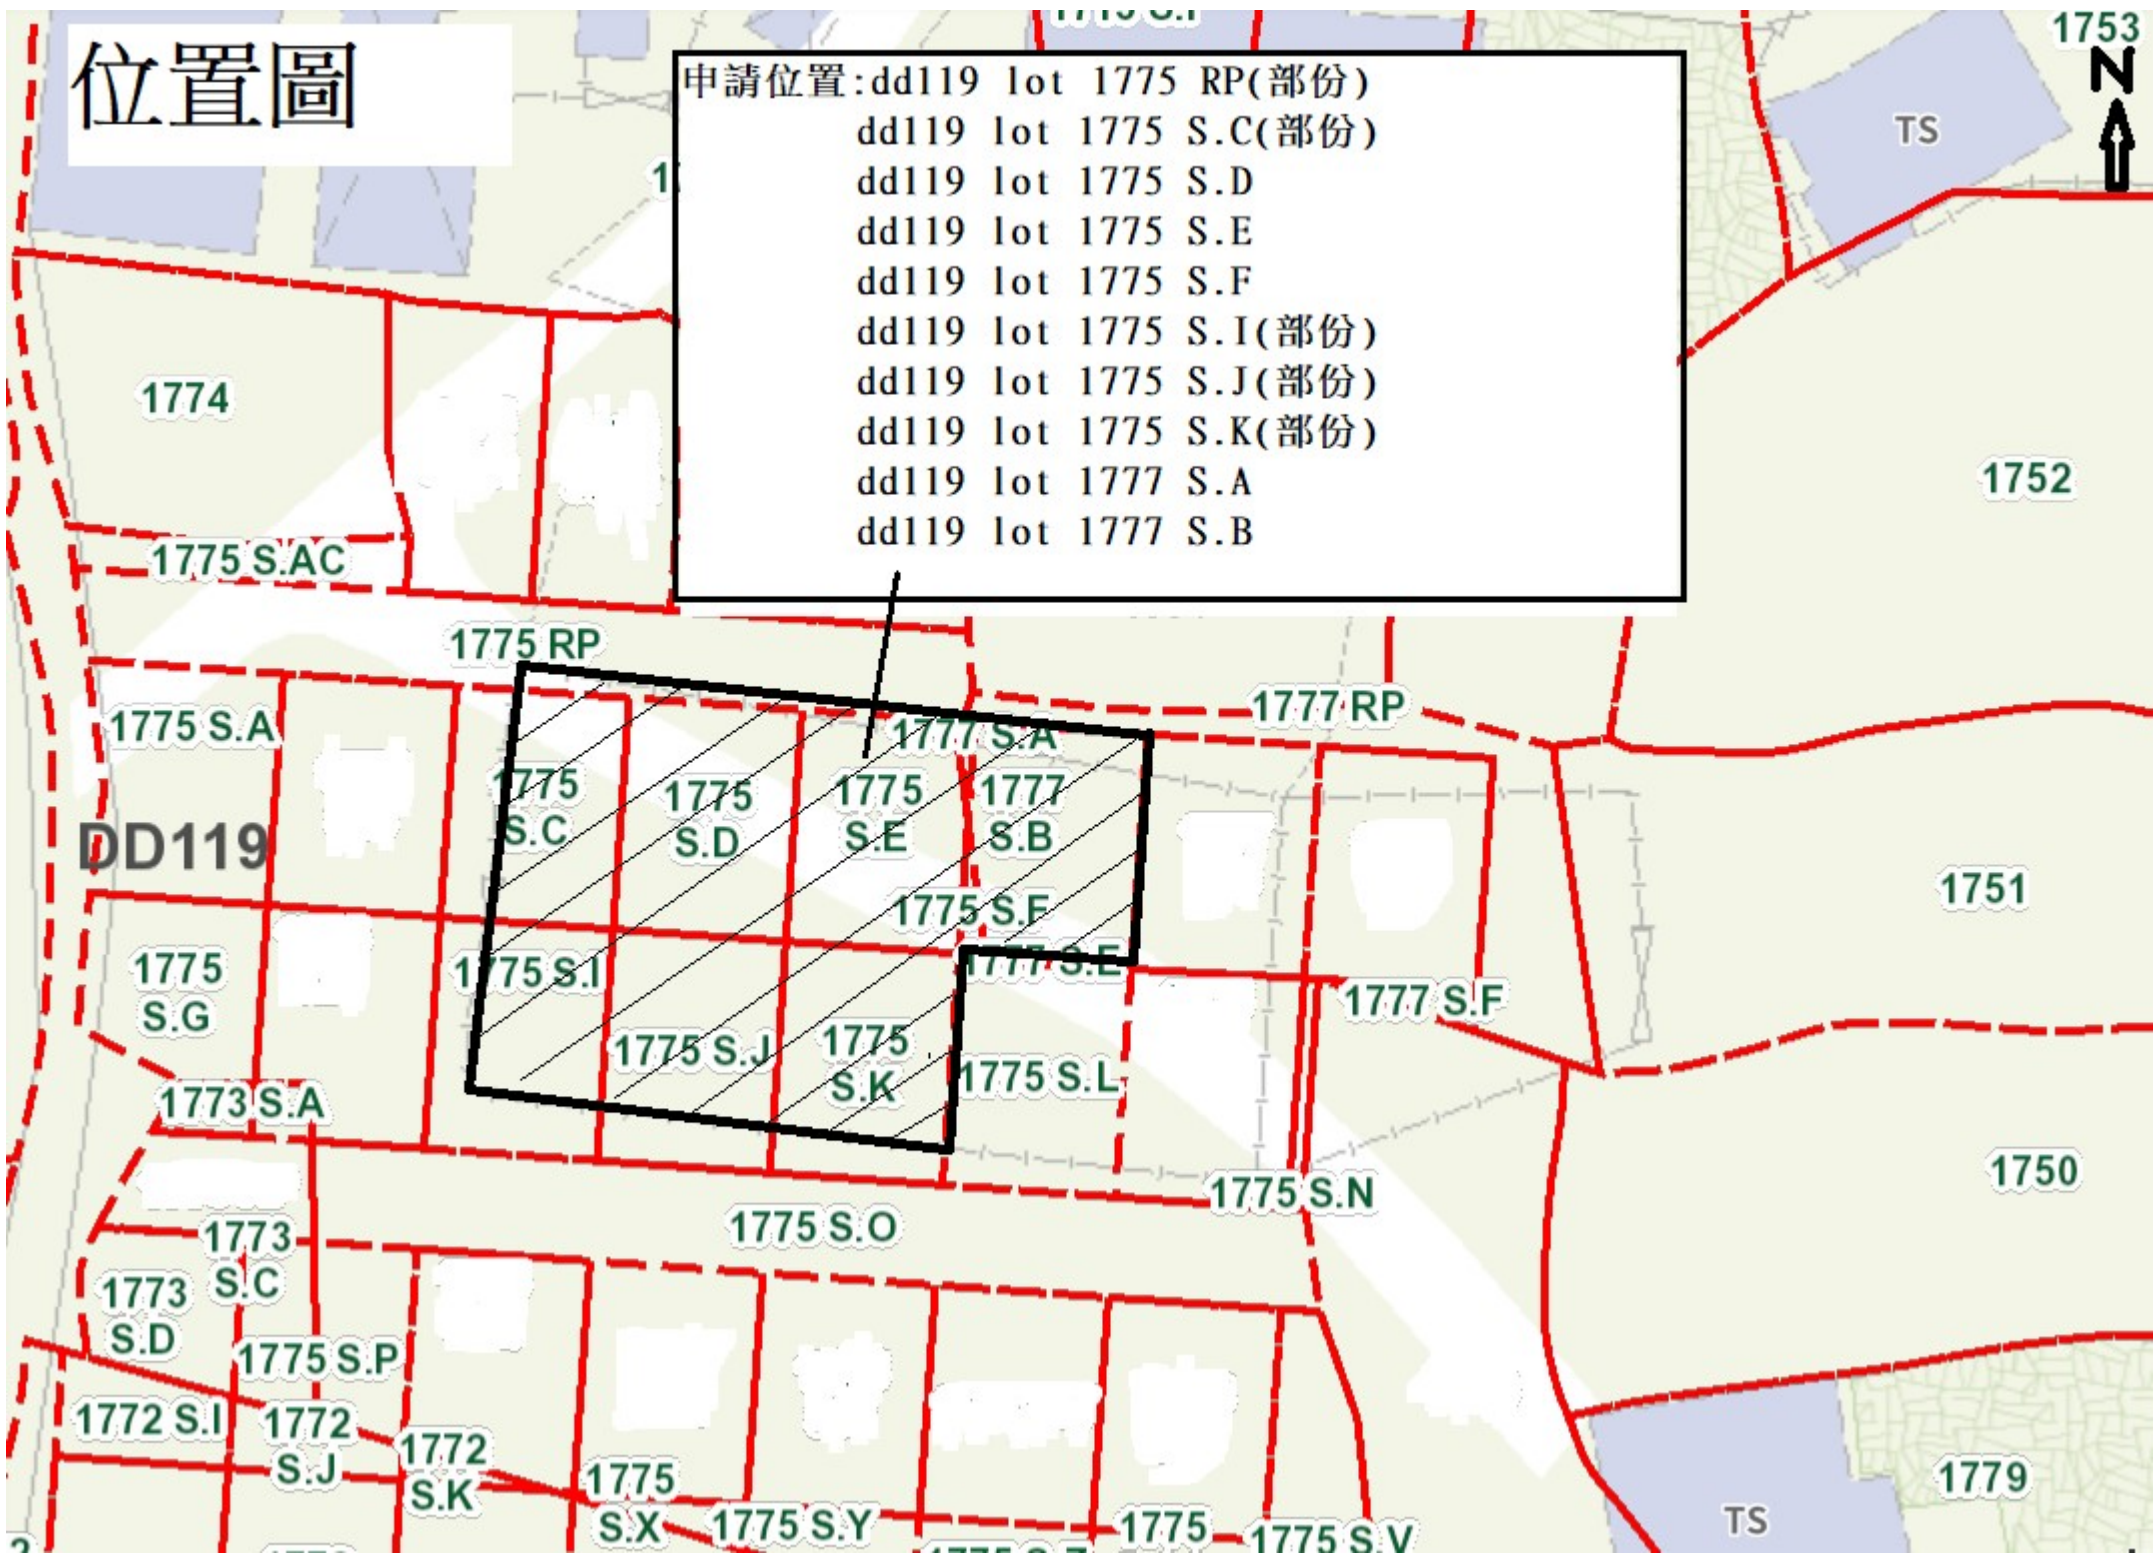 位置圖
1753
N
申請位置:dd119 lot 1775 RP(部份)
dd119 lot 1775 S.C(部份)
dd119 lot 1775 S.D
dd119 lot 1775 S.E
dd119 lot 1775 S.F
dd119 lot 1775 S.I(部份)
dd119 lot 1775 S.J(部份)
dd119 lot 1775 S.K(部份)
dd119 lot 1777 S.A
dd119 lot 1777 S.B
TS
1774
1752
1775 S.AC
1775 RP
1777 RP
1775 S.A
1777 S.A
1775
S.C
1775
S.D
1775
S.E
1777
S.B
DD119
1751
1775 S.F
1775
S.G
1775 S.I
1777 S.E
1777 S.F
1775 S.J
1775
S.K
1775 S.L
1773 S.A
1750
1775 S.N
1775 S.O
1773
S.C
1773
S.D
1775 S.P
1772 S.I
1772
S.J
1772
S.K
1775
S.X
1775 S.Y
1775
1775 S.V
1779
TS